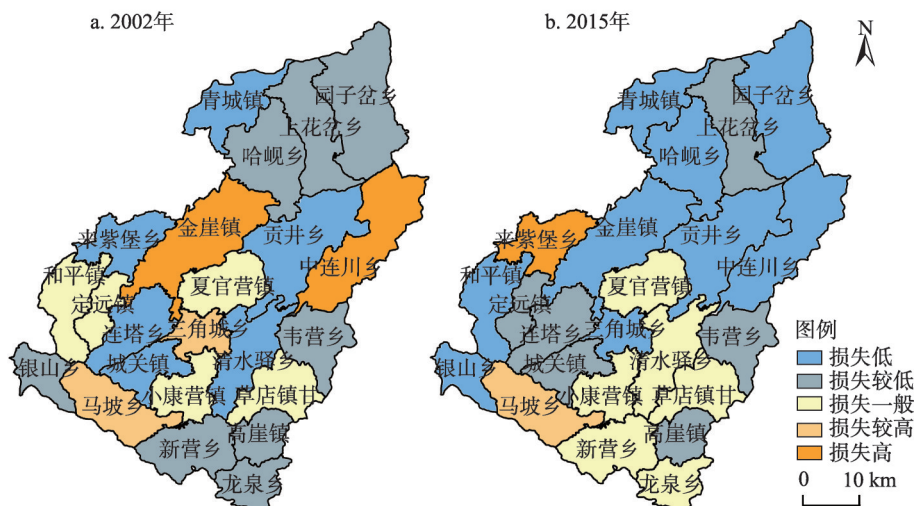 a. 2002年
b. 2015年
N
青城镇
园子岔乡
上花岔乡
哈岘乡
金崖镇
来紫堡乡
贡井乡
中连川乡
和平镇
夏官营镇
定远镇
连塔乡
三角城乡
韦营乡
银山乡
城关镇
清水驿乡
马坡乡
小康营镇
草店镇甘
新营乡
高崖镇
龙泉乡
青城镇
园子岔乡
上花岔乡
哈岘乡
来紫堡乡
金崖镇
贡井乡
中连川乡
和平镇
夏官营镇
定远镇
连塔乡
三角城乡
韦营乡
银山乡
城关镇
清水驿乡
马坡乡
小康营镇
草店镇甘
新营乡
高崖镇
龙泉乡
图例
损失低
损失较低
损失一般
损失较高
损失高
0 10 km